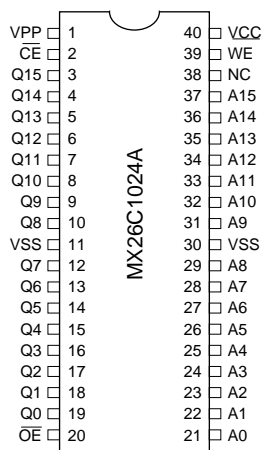 VPP 1 40 VCC
CE 2 39 WE
Q15 3 38 NC
Q14 4 37 A15
Q13 5 36 A14
Q12 6 35 A13
Q11 7 34 A12
Q10 8 33 A11
Q9 9 32 A10
Q8 10 31 A9
VSS 11 30 VSS
Q7 12 29 A8
Q6 13 28 A7
Q5 14 27 A6
Q4 15 26 A5
Q3 16 25 A4
Q2 17 24 A3
Q1 18 23 A2
Q0 19 22 A1
OE 20 21 A0
MX26C1024A